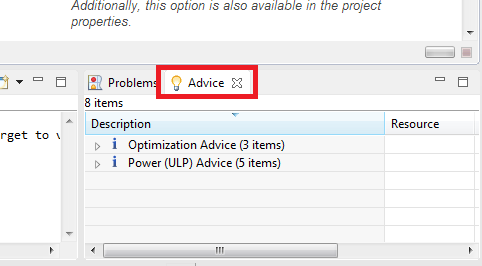 Additionally, this option is also available in the project
properties.
Problems
Advice
8 items
Description
Resource
rget to v
Optimization Advice (3 items)
Power (ULP) Advice (5 items)